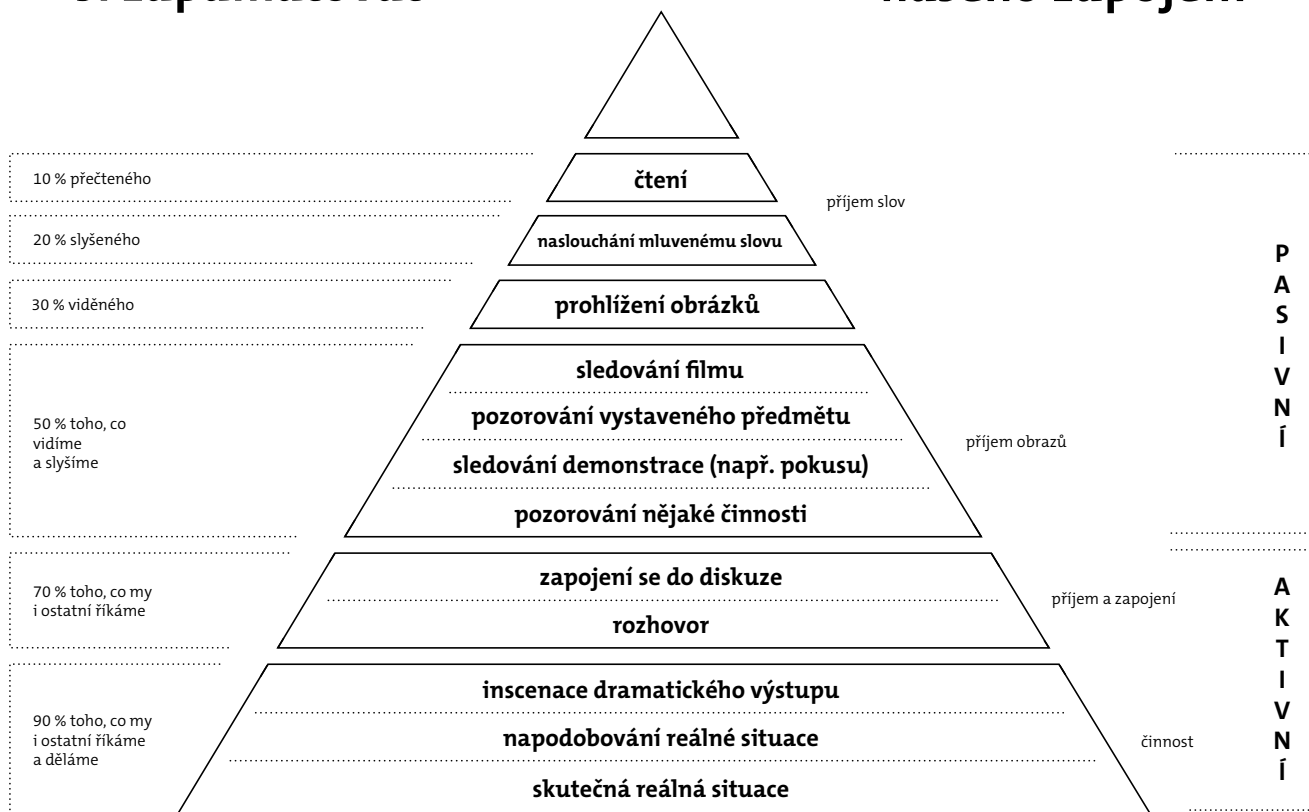 našeho zapojení
10 % přečteného
čtení
příjem slov
20 % slyšeného
naslouchání mluvenému slovu
30 % viděného
prohlížení obrázků
50 % toho, co
vidíme
a slyšíme
sledování filmu
pozorování vystaveného předmětu
sledování demonstrace (např. pokusu)
pozorování nějaké činnosti
příjem obrazů
P
A
S
I
V
N
Í
70 % toho, co my
i ostatní říkáme
zapojení se do diskuze
rozhovor
příjem a zapojení
90 % toho, co my
i ostatní říkáme
a děláme
inscenace dramatického výstupu
napodobování reálné situace
skutečná reálná situace
činnost
A
K
T
I
V
N
Í